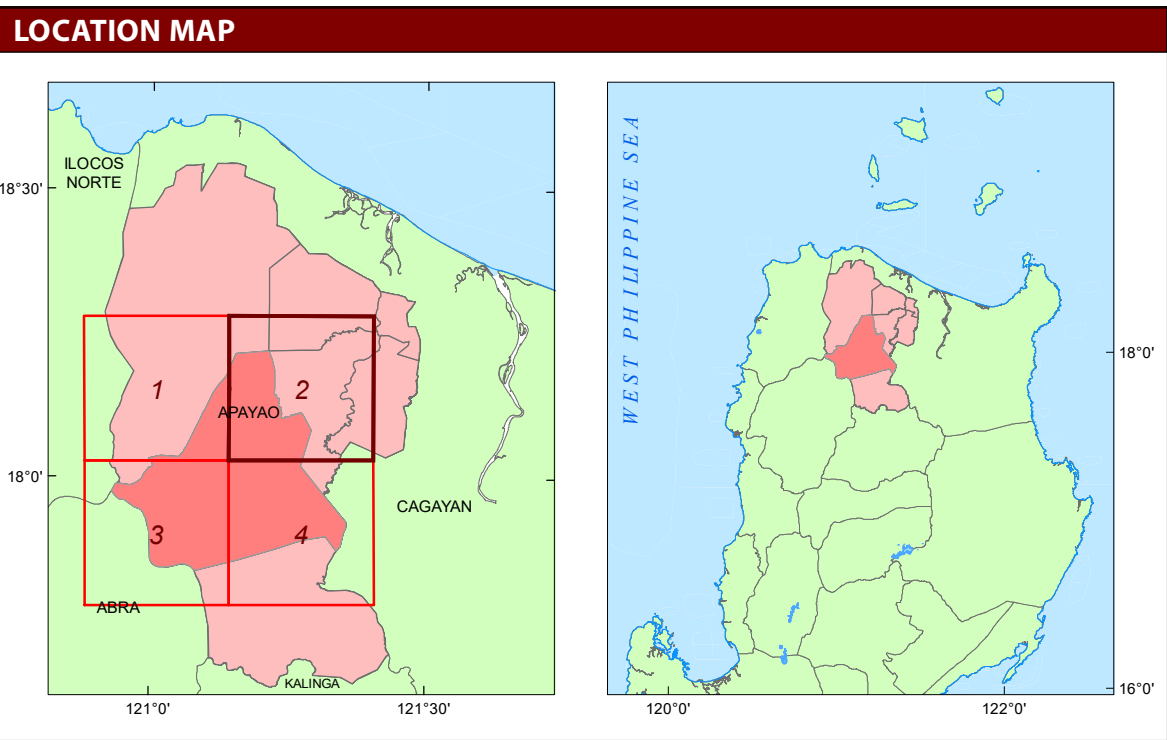 LOCATION MAP
ILOCOS
NORTE
18°30'
1
2
APAYAO
18°0'
CAGAYAN
3
4
ABRA
KALINGA
121°0'
121°30'
WEST PHILIPPINE SEA
18°0'
16°0'
120°0'
122°0'